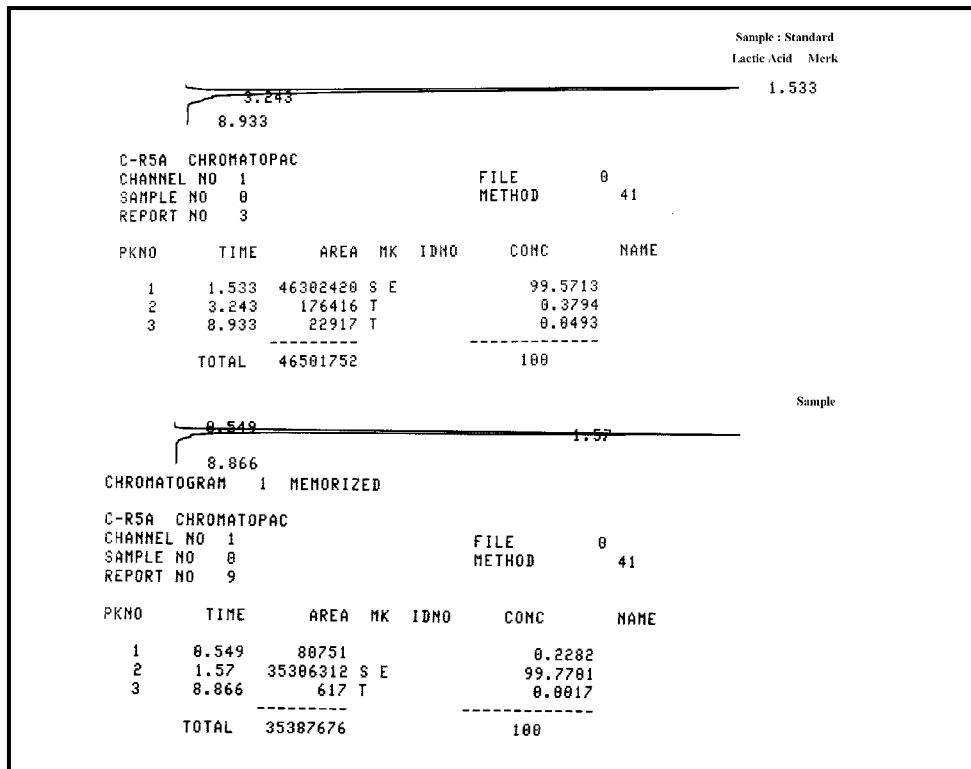 Sample : Standard
Lactic Acid Merk
1.533
3.243
8.933
C-R5A CHROMATOPAC
CHANNEL NO 1 FILE 0
SAMPLE NO 0 METHOD 41
REPORT NO 3
PKNO TIME AREA MK IDNO CONC NAME
1 1.533 46302420 S E 99.5713
2 3.243 176416 T 0.3794
3 8.933 22917 T 0.0493
--------- -------------
TOTAL 46501752 100
Sample
0.549 1.57
8.866
CHROMATOGRAM 1 MEMORIZED
C-R5A CHROMATOPAC
CHANNEL NO 1 FILE 0
SAMPLE NO 0 METHOD 41
REPORT NO 9
PKNO TIME AREA MK IDNO CONC NAME
1 0.549 80751 0.2282
2 1.57 35306312 S E 99.7701
3 8.866 617 T 0.0017
--------- -------------
TOTAL 35387676 100